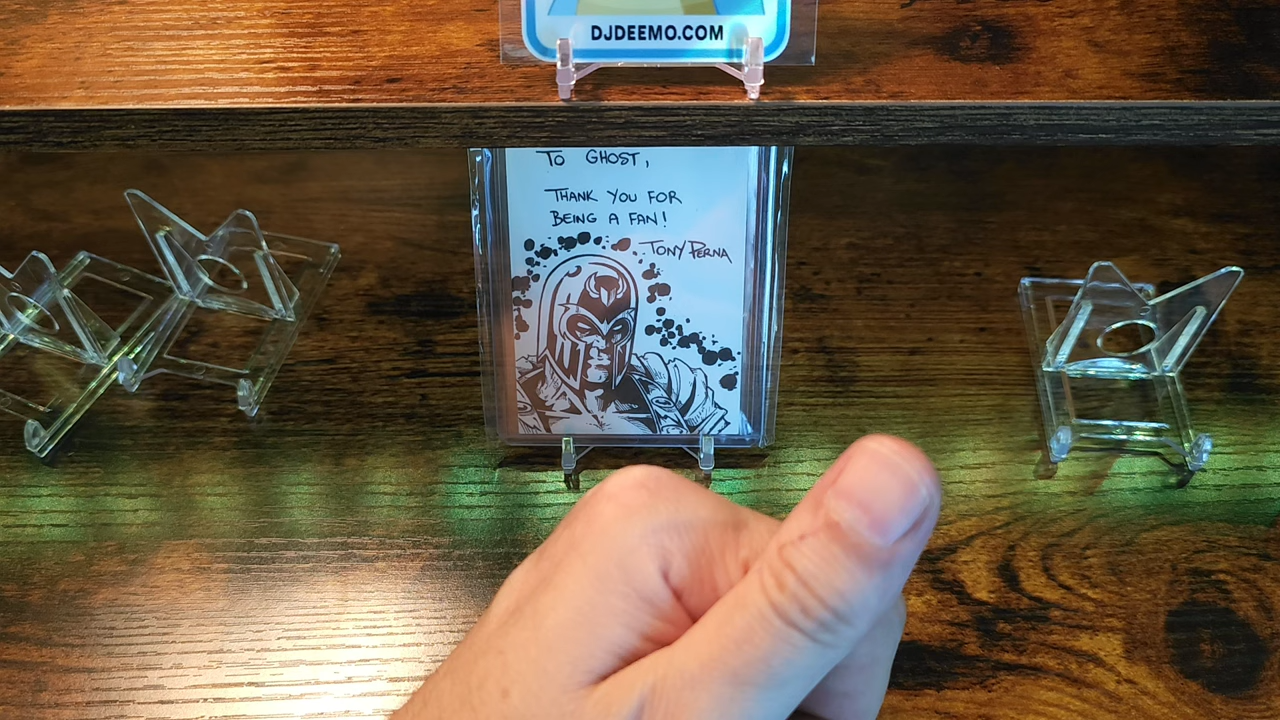 DJDEEMO.COM
TO GHOST,
THANK YOU FOR
BEING A FAN!
TONY PERNA